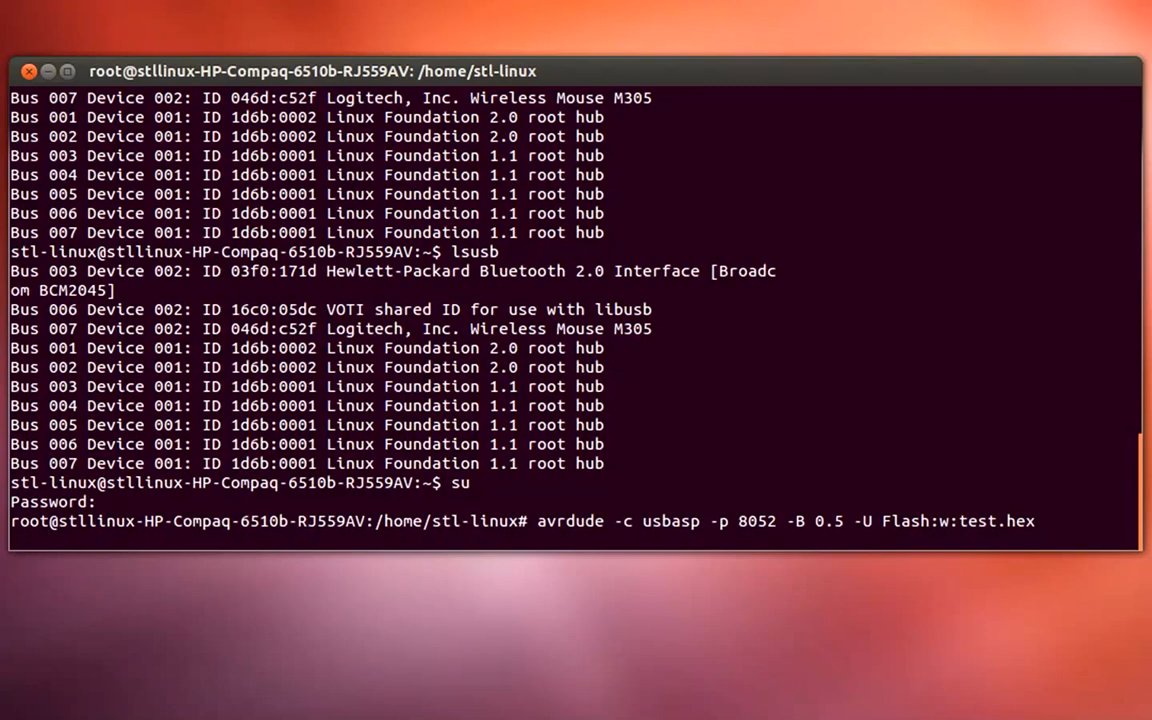 root@stllinux-HP-Compaq-6510b-RJ559AV: /home/stl-linux
Bus 007 Device 002: ID 046d:c52f Logitech, Inc. Wireless Mouse M305
Bus 001 Device 001: ID 1d6b:0002 Linux Foundation 2.0 root hub
Bus 002 Device 001: ID 1d6b:0002 Linux Foundation 2.0 root hub
Bus 003 Device 001: ID 1d6b:0001 Linux Foundation 1.1 root hub
Bus 004 Device 001: ID 1d6b:0001 Linux Foundation 1.1 root hub
Bus 005 Device 001: ID 1d6b:0001 Linux Foundation 1.1 root hub
Bus 006 Device 001: ID 1d6b:0001 Linux Foundation 1.1 root hub
Bus 007 Device 001: ID 1d6b:0001 Linux Foundation 1.1 root hub
stl-linux@stllinux-HP-Compaq-6510b-RJ559AV:~$ lsusb
Bus 003 Device 002: ID 03f0:171d Hewlett-Packard Bluetooth 2.0 Interface [Broadc
om BCM2045]
Bus 006 Device 002: ID 16c0:05dc VOTI shared ID for use with libusb
Bus 007 Device 002: ID 046d:c52f Logitech, Inc. Wireless Mouse M305
Bus 001 Device 001: ID 1d6b:0002 Linux Foundation 2.0 root hub
Bus 002 Device 001: ID 1d6b:0002 Linux Foundation 2.0 root hub
Bus 003 Device 001: ID 1d6b:0001 Linux Foundation 1.1 root hub
Bus 004 Device 001: ID 1d6b:0001 Linux Foundation 1.1 root hub
Bus 005 Device 001: ID 1d6b:0001 Linux Foundation 1.1 root hub
Bus 006 Device 001: ID 1d6b:0001 Linux Foundation 1.1 root hub
Bus 007 Device 001: ID 1d6b:0001 Linux Foundation 1.1 root hub
stl-linux@stllinux-HP-Compaq-6510b-RJ559AV:~$ su
Password:
root@stllinux-HP-Compaq-6510b-RJ559AV:/home/stl-linux# avrdude -c usbasp -p 8052 -B 0.5 -U Flash:w:test.hex